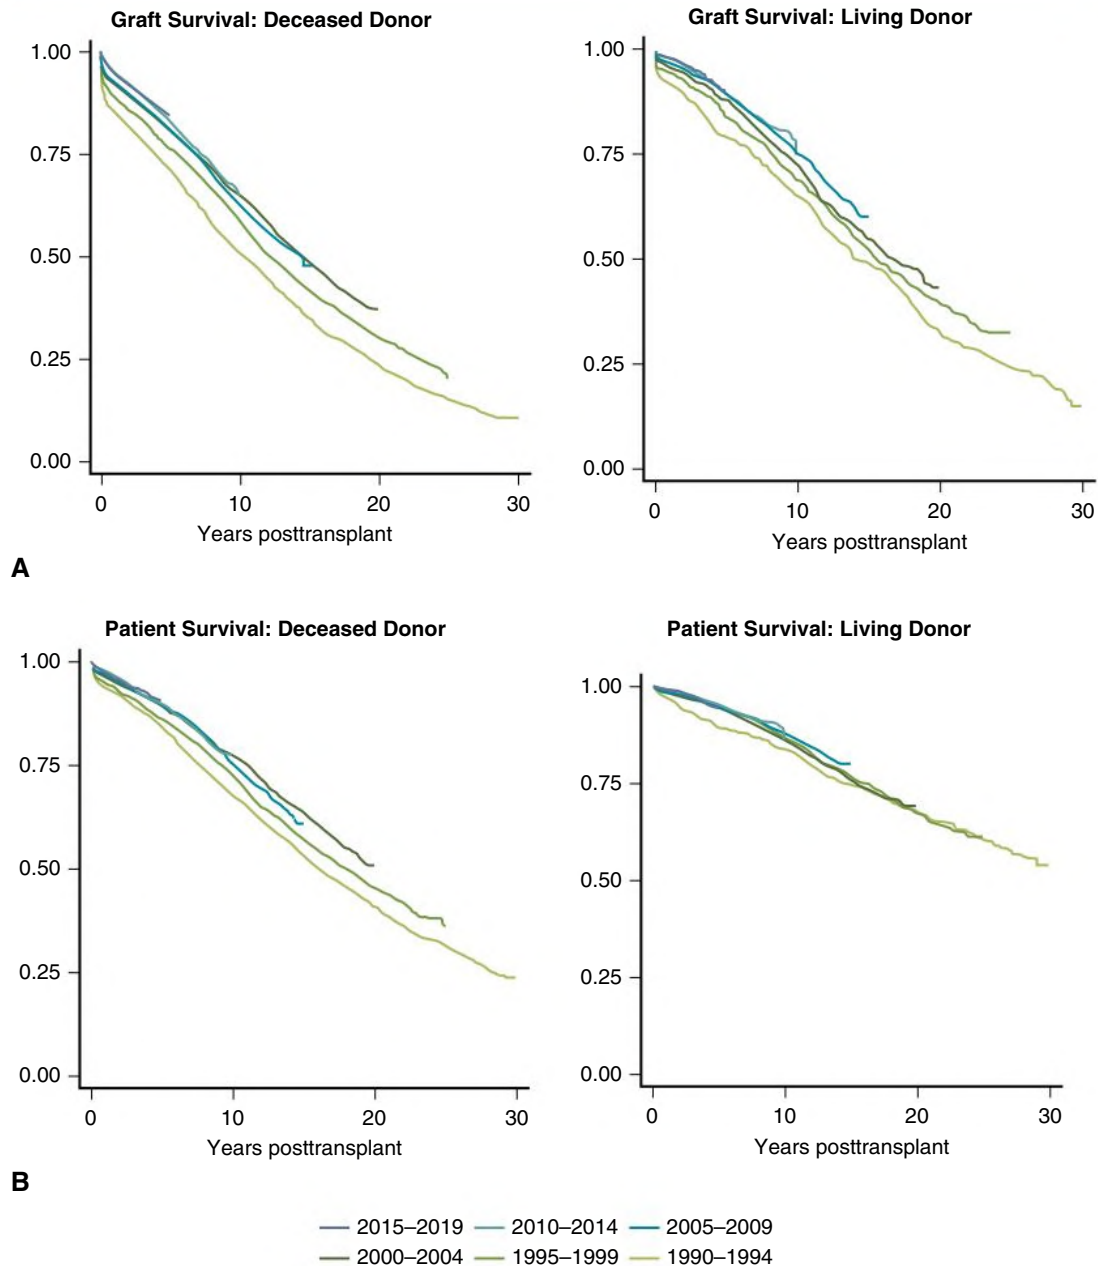 Graft Survival: Deceased Donor
1.00
0.75
0.50
0.25
0.00
0 10 20 30
Years posttransplant
Graft Survival: Living Donor
1.00
0.75
0.50
0.25
0.00
0 10 20 30
Years posttransplant
A
Patient Survival: Deceased Donor
1.00
0.75
0.50
0.25
0.00
0 10 20 30
Years posttransplant
Patient Survival: Living Donor
1.00
0.75
0.50
0.25
0.00
0 10 20 30
Years posttransplant
B
2015–2019 2010–2014 2005–2009
2000–2004 1995–1999 1990–1994